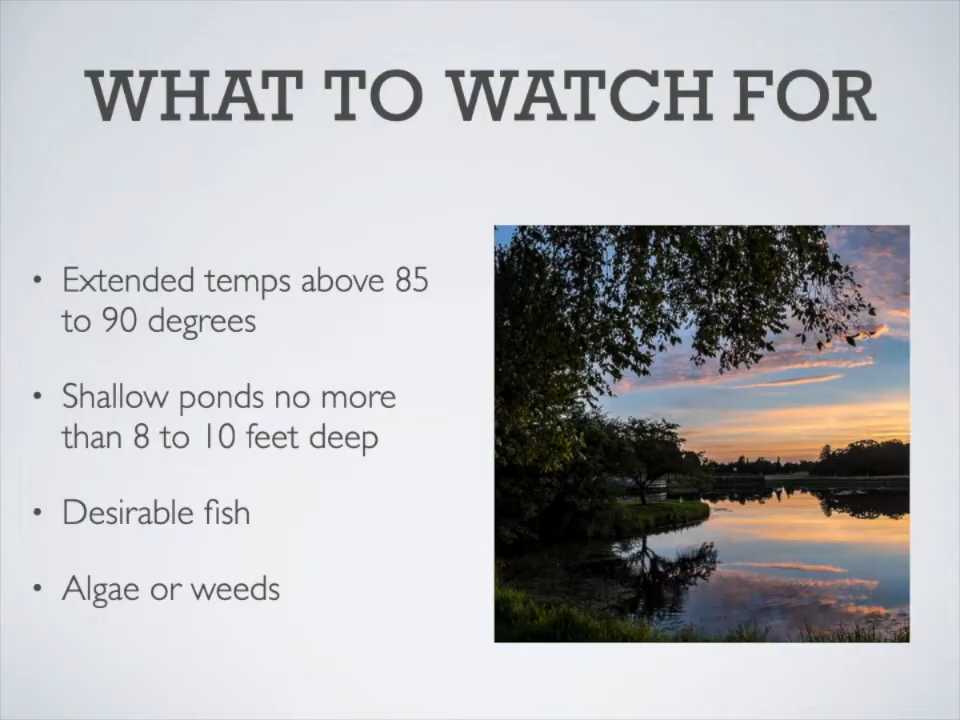 WHAT TO WATCH FOR
• Extended temps above 85
to 90 degrees
• Shallow ponds no more
than 8 to 10 feet deep
• Desirable fish
• Algae or weeds